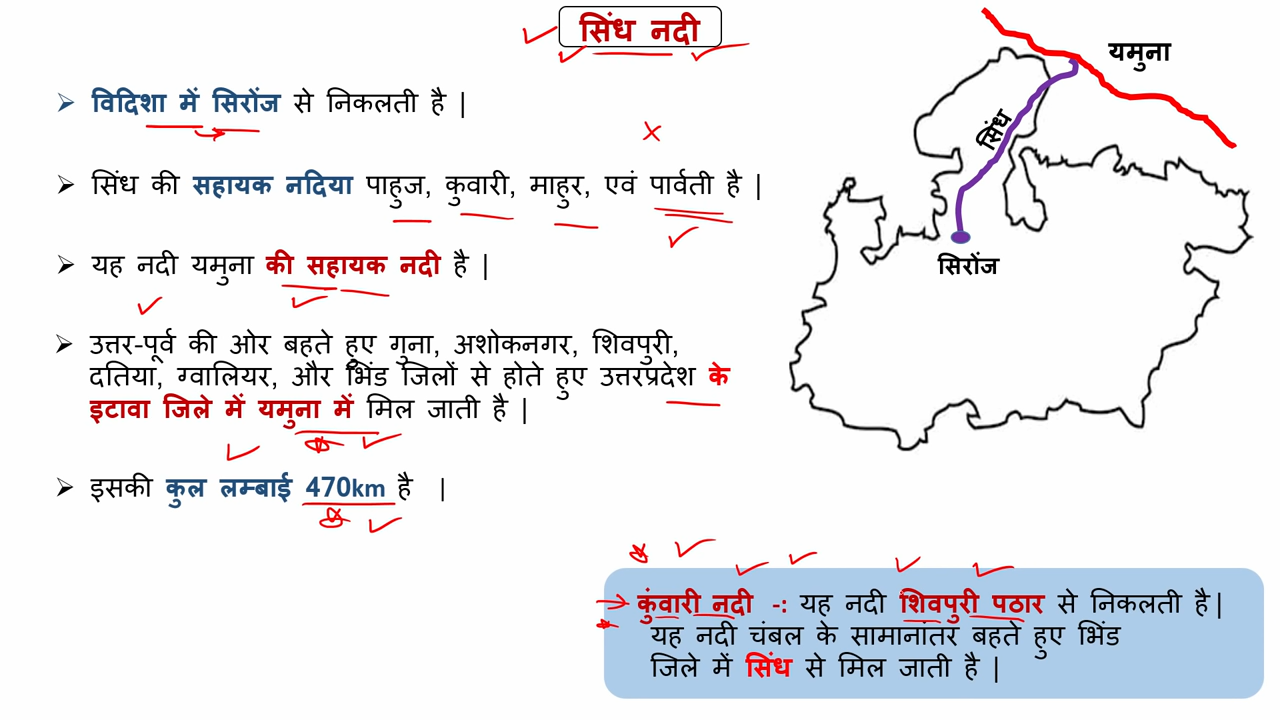 सिंध नदी
➢ विदिशा में सिरोंज से निकलती है |
➢ सिंध की सहायक नदिया पाहुज, कुवारी, माहुर, एवं पार्वती है |
➢ यह नदी यमुना की सहायक नदी है |
➢ उत्तर-पूर्व की ओर बहते हुए गुना, अशोकनगर, शिवपुरी,
दतिया, ग्वालियर, और भिंड जिलों से होते हुए उत्तरप्रदेश के
इटावा जिले में यमुना में मिल जाती है |
➢ इसकी कुल लम्बाई 470km है |
यमुना
सिंध
सिरोंज
कुंवारी नदी -: यह नदी शिवपुरी पठार से निकलती है|
यह नदी चंबल के सामानांतर बहते हुए भिंड
जिले में सिंध से मिल जाती है |